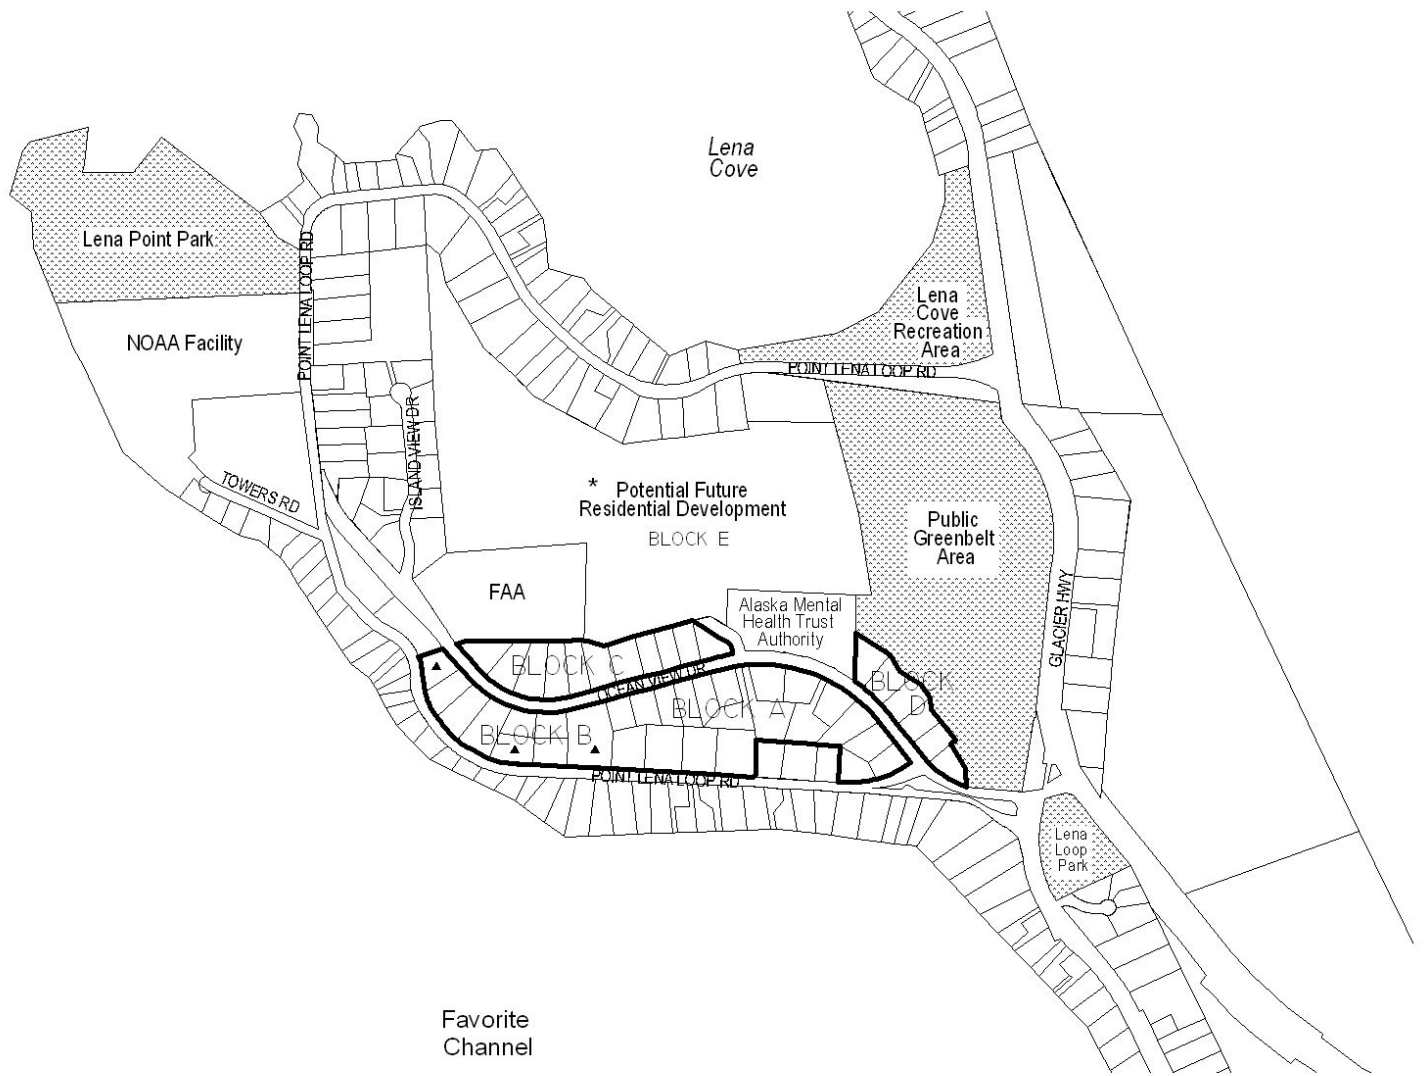 Lena
Cove
Lena Point Park
POINT LENA LOOP RD
NOAA Facility
Lena
Cove
Recreation
Area
POINT LENA LOOP RD
ISLAND VIEW DR
TOWERS RD
* Potential Future
Residential Development
BLOCK E
Public
Greenbelt
Area
FAA
Alaska Mental
Health Trust
Authority
GLACIER HWY
BLOCK C
OCEAN VIEW DR
BLOCK A
BLOCK
D
BLOCK B
POINT LENA LOOP RD
Lena
Loop
Park
Favorite
Channel